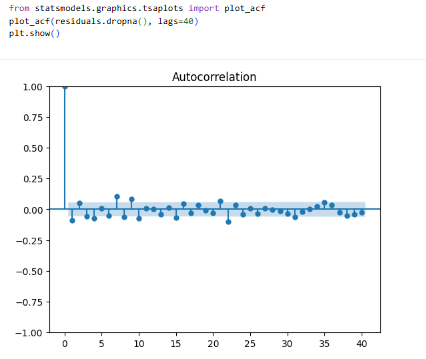 from statsmodels.graphics.tsaplots import plot_acf
plot_acf(residuals.dropna(), lags=40)
plt.show()
Autocorrelation
1.00
0.75
0.50
0.25
0.00
−0.25
−0.50
−0.75
−1.00
0 5 10 15 20 25 30 35 40